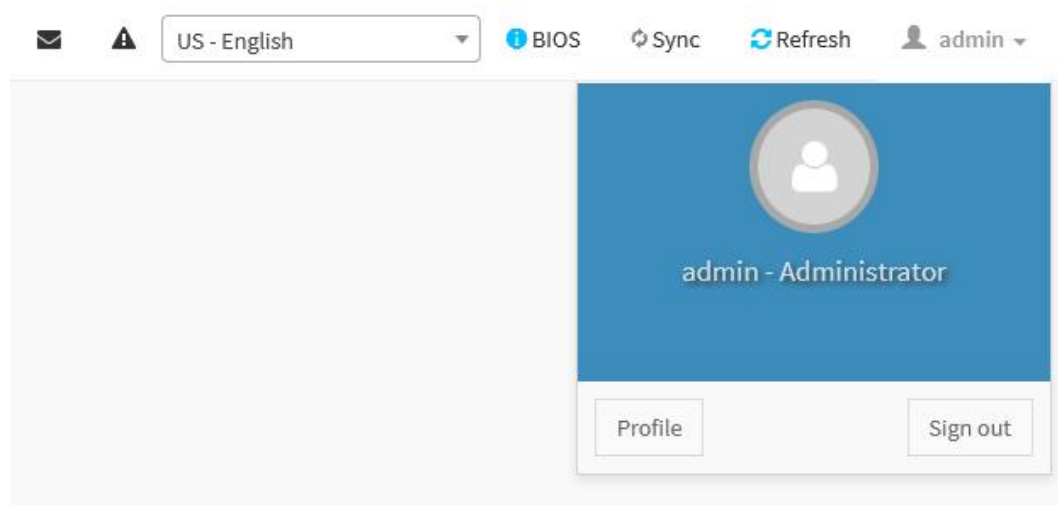 US - English BIOS Sync Refresh admin
admin - Administrator
Profile Sign out